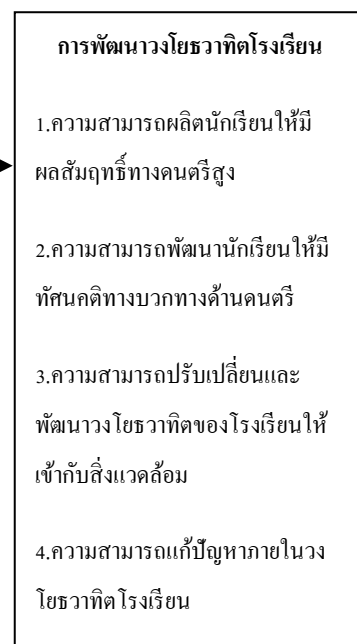 การพัฒนาวงโยธวาทิตโรงเรียน
1.ความสามารถผลิตนักเรียนให้มี
ผลสัมฤทธิ์ทางดนตรีสูง
2.ความสามารถพัฒนานักเรียนให้มี
ทัศนคติทางบวกทางด้านดนตรี
3.ความสามารถปรับเปลี่ยนและ
พัฒนาวงโยธวาทิตของโรงเรียนให้
เข้ากับสิ่งแวดล้อม
4.ความสามารถแก้ปัญหาภายในวง
โยธวาทิตโรงเรียน